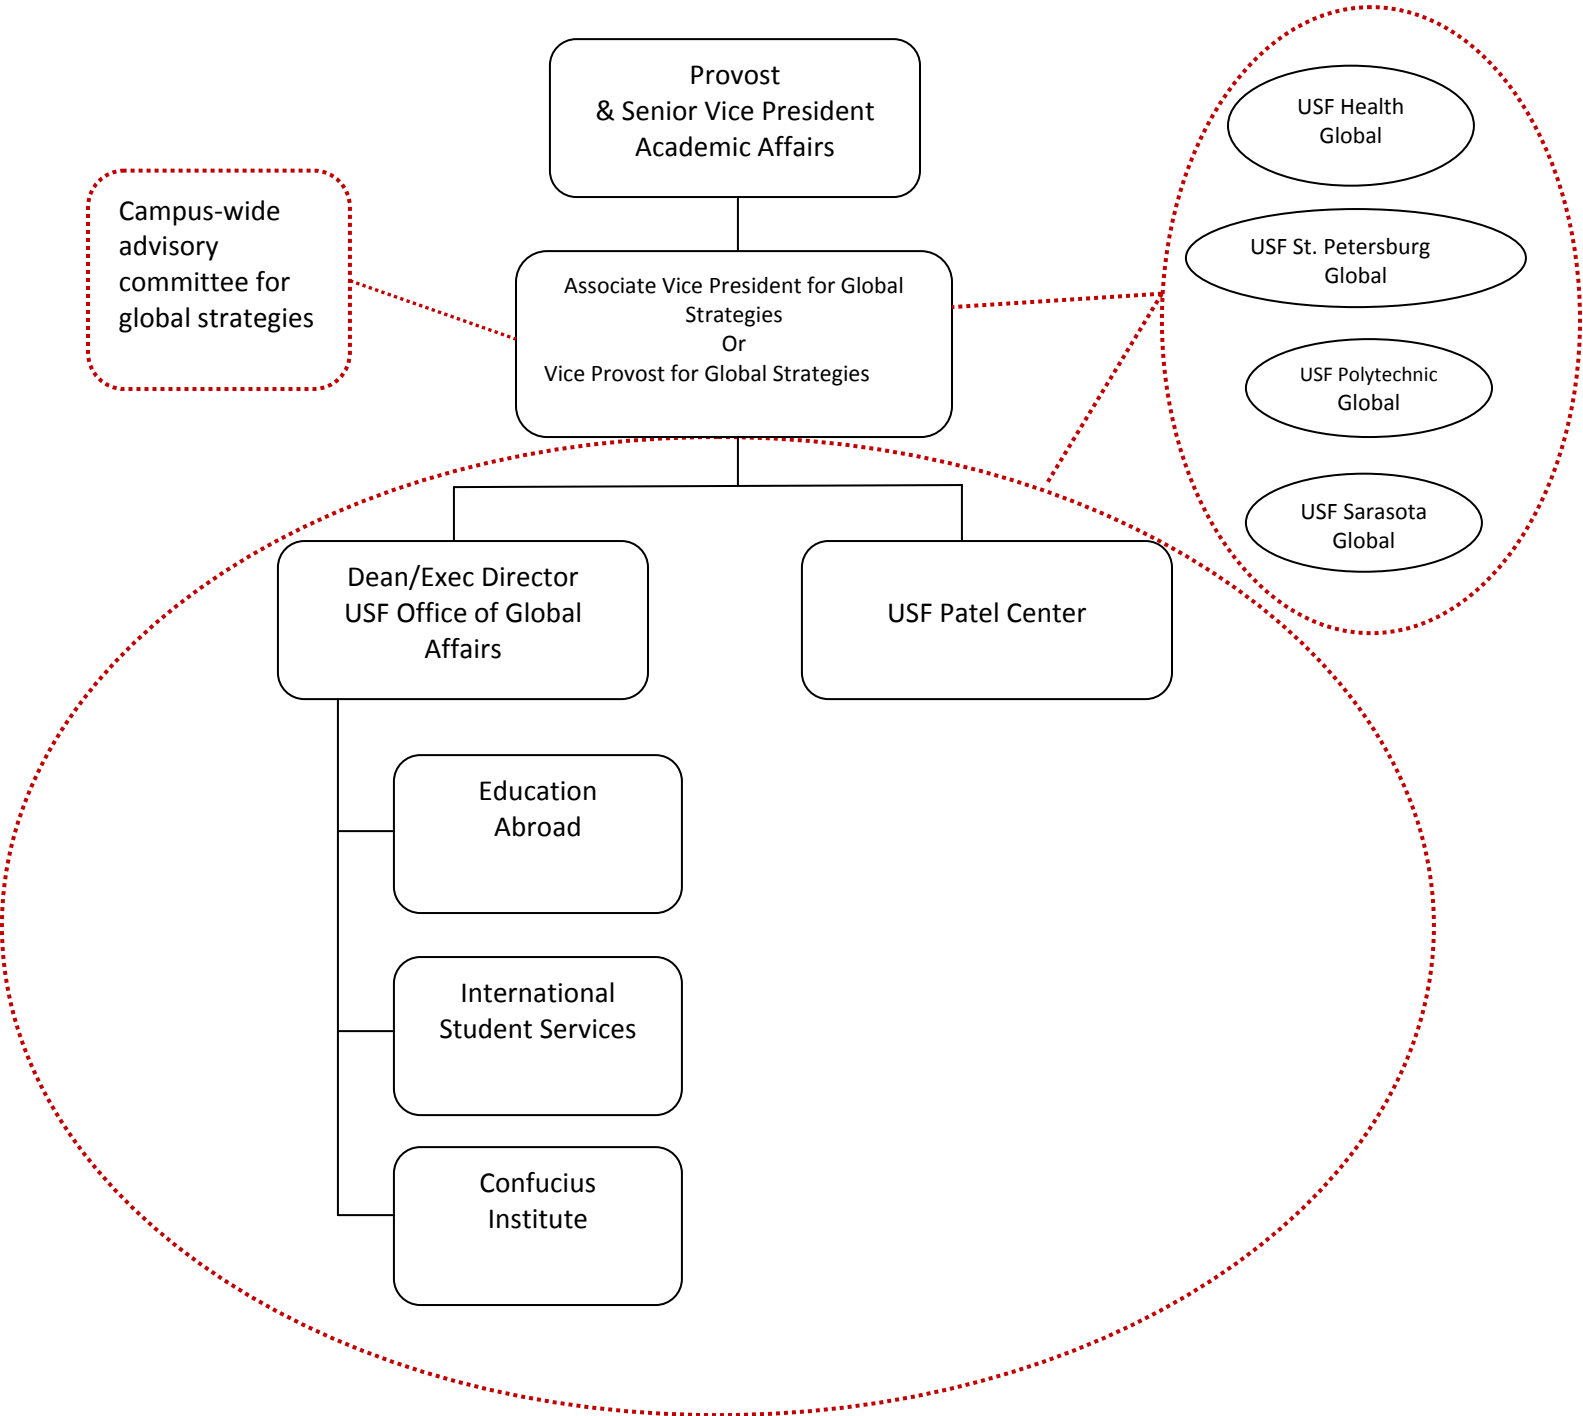 Provost
& Senior Vice President
Academic Affairs
USF Health
Global
Campus-wide
advisory
committee for
global strategies
USF St. Petersburg
Global
Associate Vice President for Global
Strategies
Or
Vice Provost for Global Strategies
USF Polytechnic
Global
USF Sarasota
Global
Dean/Exec Director
USF Office of Global
Affairs
USF Patel Center
Education
Abroad
International
Student Services
Confucius
Institute